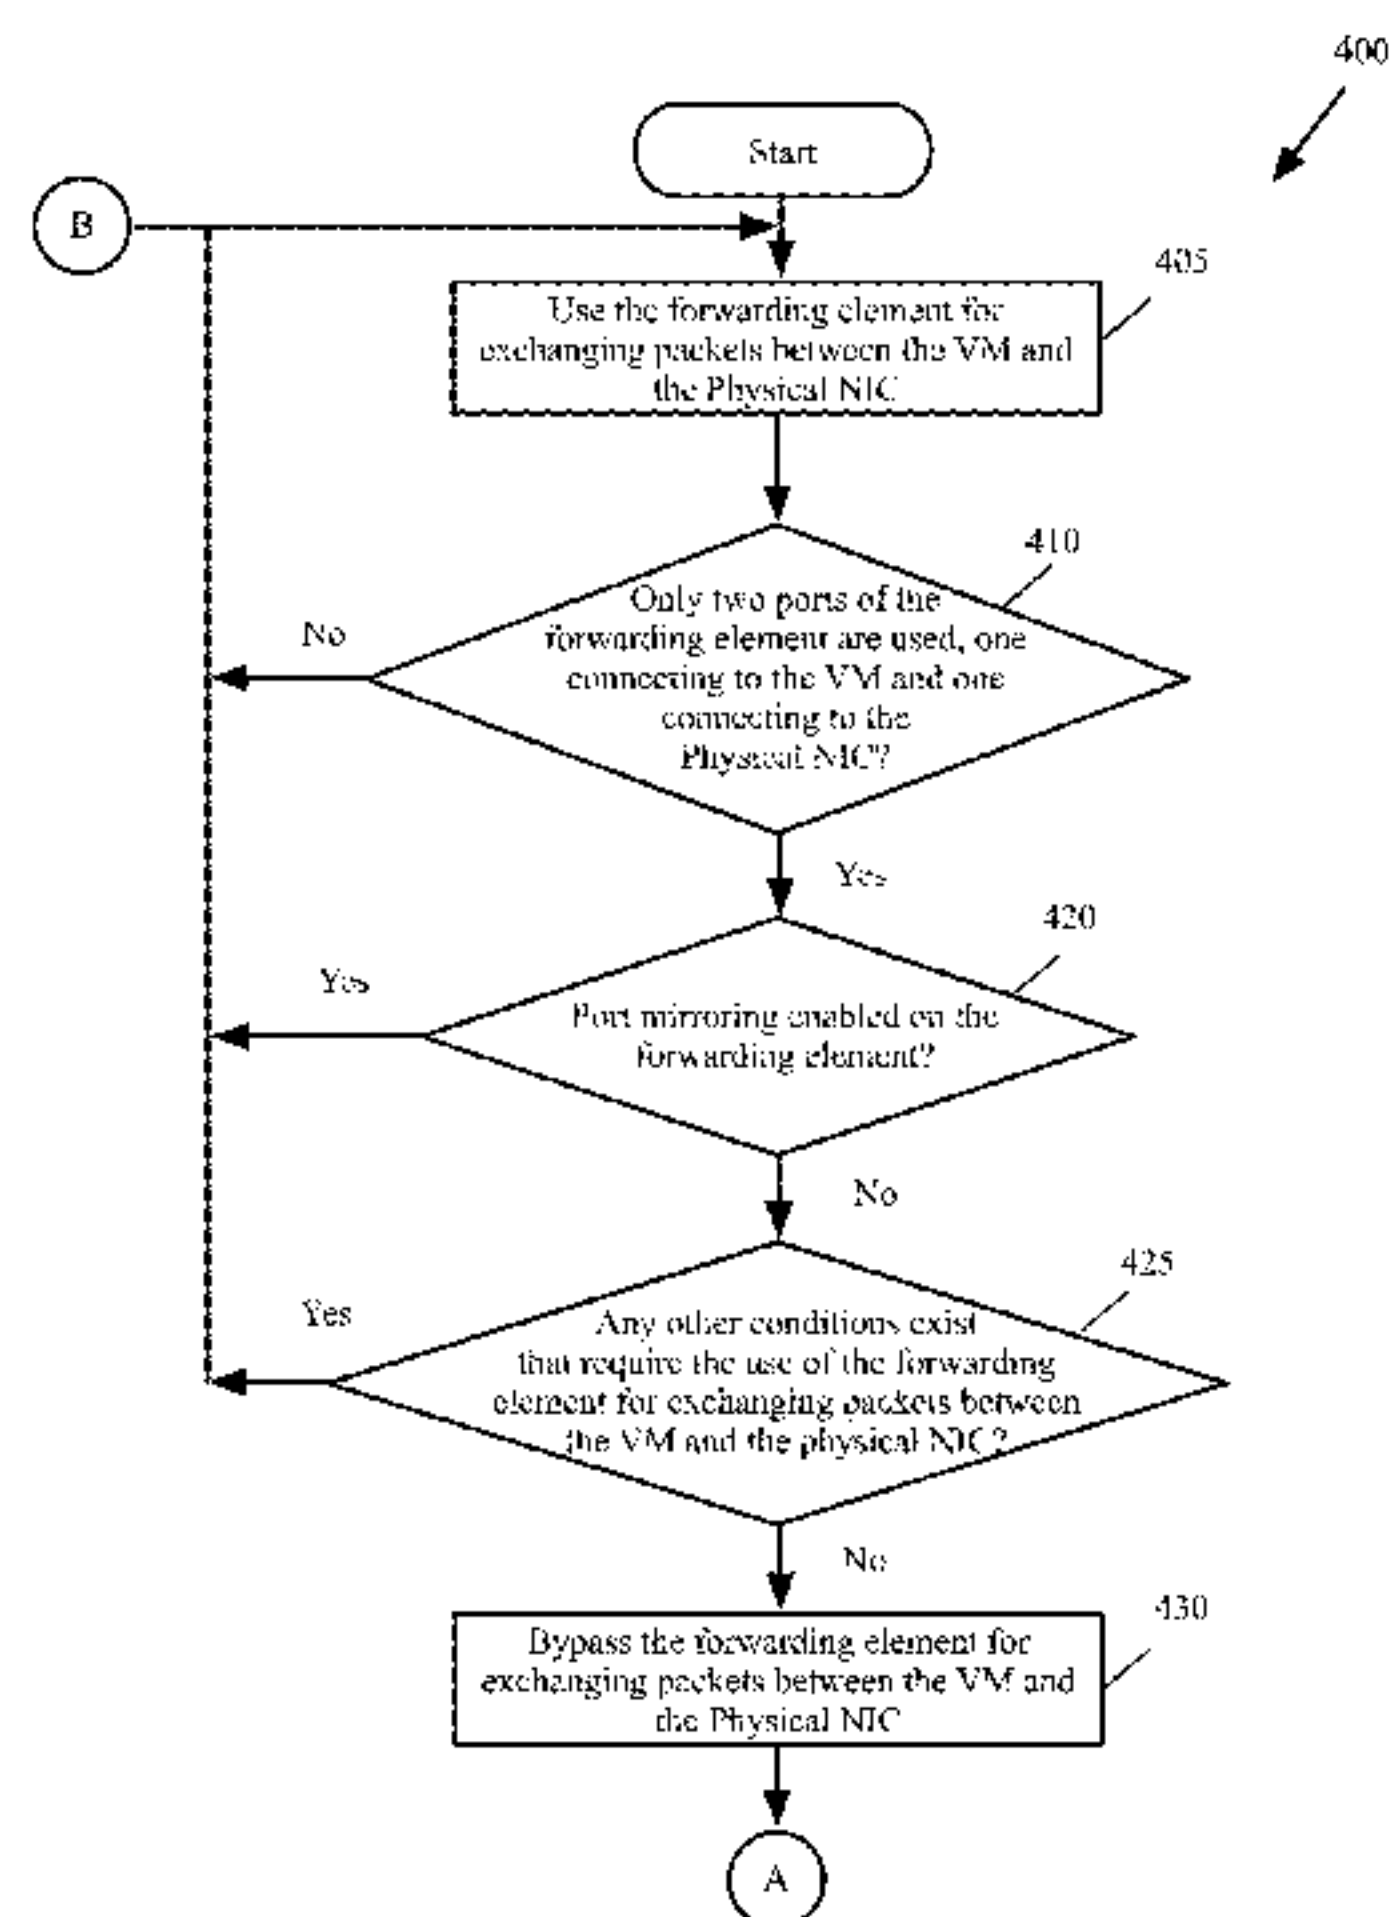 400
Start
B
405
Use the forwarding element for
exchanging packets between the VM and
the Physical NIC
410
Only two ports of the
forwarding element are used, one
connecting to the VM and one
connecting to the
Physical NIC?
No
Yes
420
Port mirroring enabled on the
forwarding element?
Yes
No
425
Any other conditions exist
that require the use of the forwarding
element for exchanging packets between
the VM and the physical NIC?
Yes
No
430
Bypass the forwarding element for
exchanging packets between the VM and
the Physical NIC
A